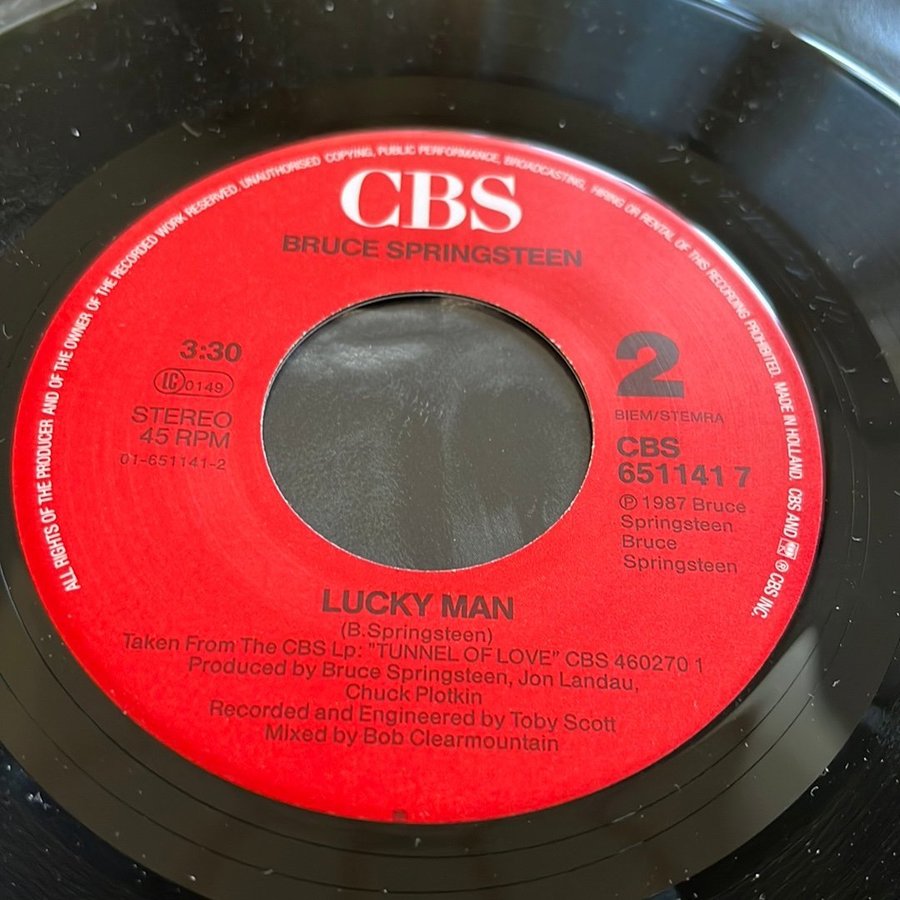 ALL RIGHTS OF THE PRODUCER AND OF THE OWNER OF THE RECORDED WORK RESERVED. UNAUTHORISED COPYING, PUBLIC PERFORMANCE, BROADCASTING, HIRING OR RENTAL OF THIS RECORDING PROHIBITED. MADE IN HOLLAND. CBS AND ® CBS INC.
CBS
BRUCE SPRINGSTEEN
3:30
LC 0149
STEREO
45 RPM
01-651141-2
2
BIEM/STEMRA
CBS
651141 7
℗ 1987 Bruce
Springsteen.
Bruce
Springsteen
LUCKY MAN
(B.Springsteen)
Taken From The CBS Lp: "TUNNEL OF LOVE" CBS 460270 1
Produced by Bruce Springsteen, Jon Landau,
Chuck Plotkin
Recorded and Engineered by Toby Scott
Mixed by Bob Clearmountain